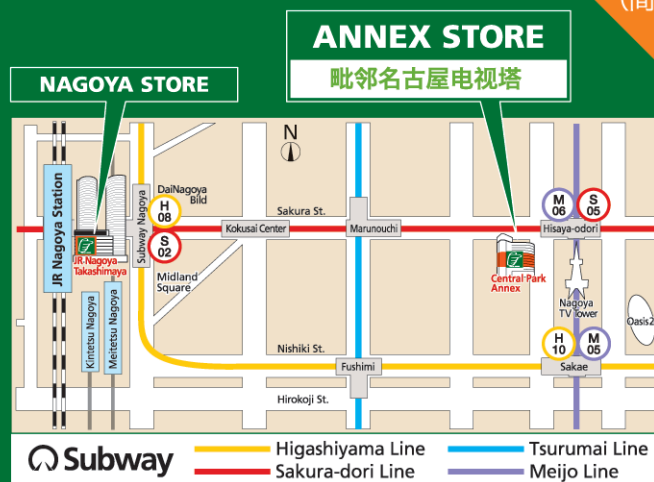 (間
ANNEX STORE
毗邻名古屋电视塔
NAGOYA STORE
N
JR Nagoya Station
DaiNagoya
Bild
Subway Nagoya
H
08
S
02
Sakura St.
Kokusai Center
Marunouchi
M
06
S
05
Hisaya-odori
JR Nagoya
Takashimaya
Midland
Square
Central Park
Annex
Nagoya
TV Tower
Oasis2
Kintetsu Nagoya
Meitetsu Nagoya
Nishiki St.
Fushimi
H
10
M
05
Sakae
Hirokoji St.
Subway
Higashiyama Line
Tsurumai Line
Sakura-dori Line
Meijo Line